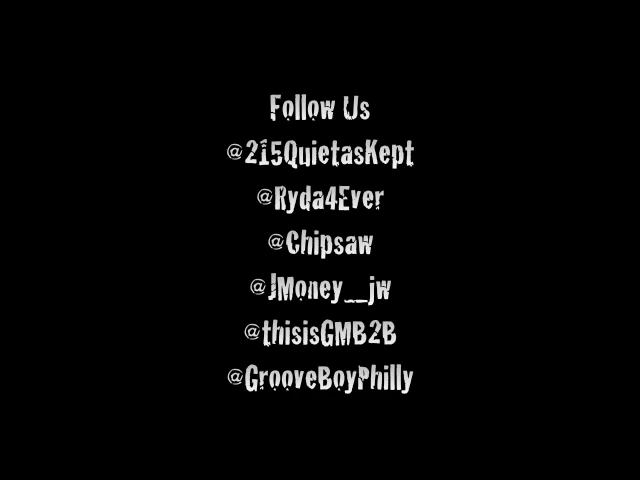 Follow Us
@215QuietasKept
@Ryda4Ever
@Chipsaw
@JMoney__jw
@thisisGMB2B
@GrooveBoyPhilly